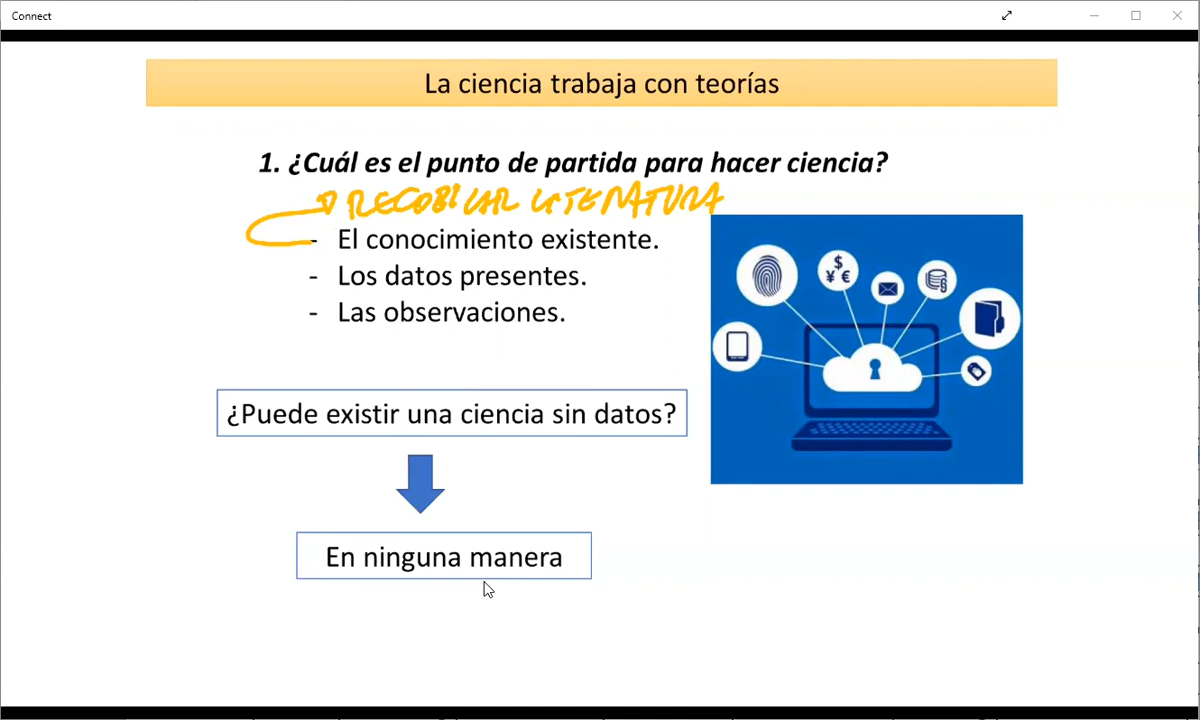 Connect
La ciencia trabaja con teorías
1. ¿Cuál es el punto de partida para hacer ciencia?
RECOBICAR LITERATURA
- El conocimiento existente.
- Los datos presentes.
- Las observaciones.
$
¥ €
¿Puede existir una ciencia sin datos?
En ninguna manera